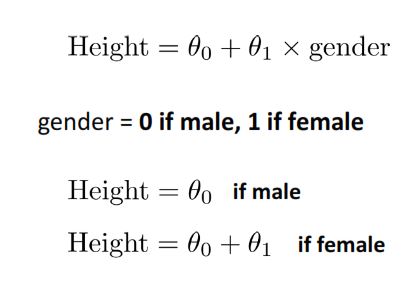 Height = θ₀ + θ₁ × gender
gender = 0 if male, 1 if female
Height = θ₀ if male
Height = θ₀ + θ₁ if female